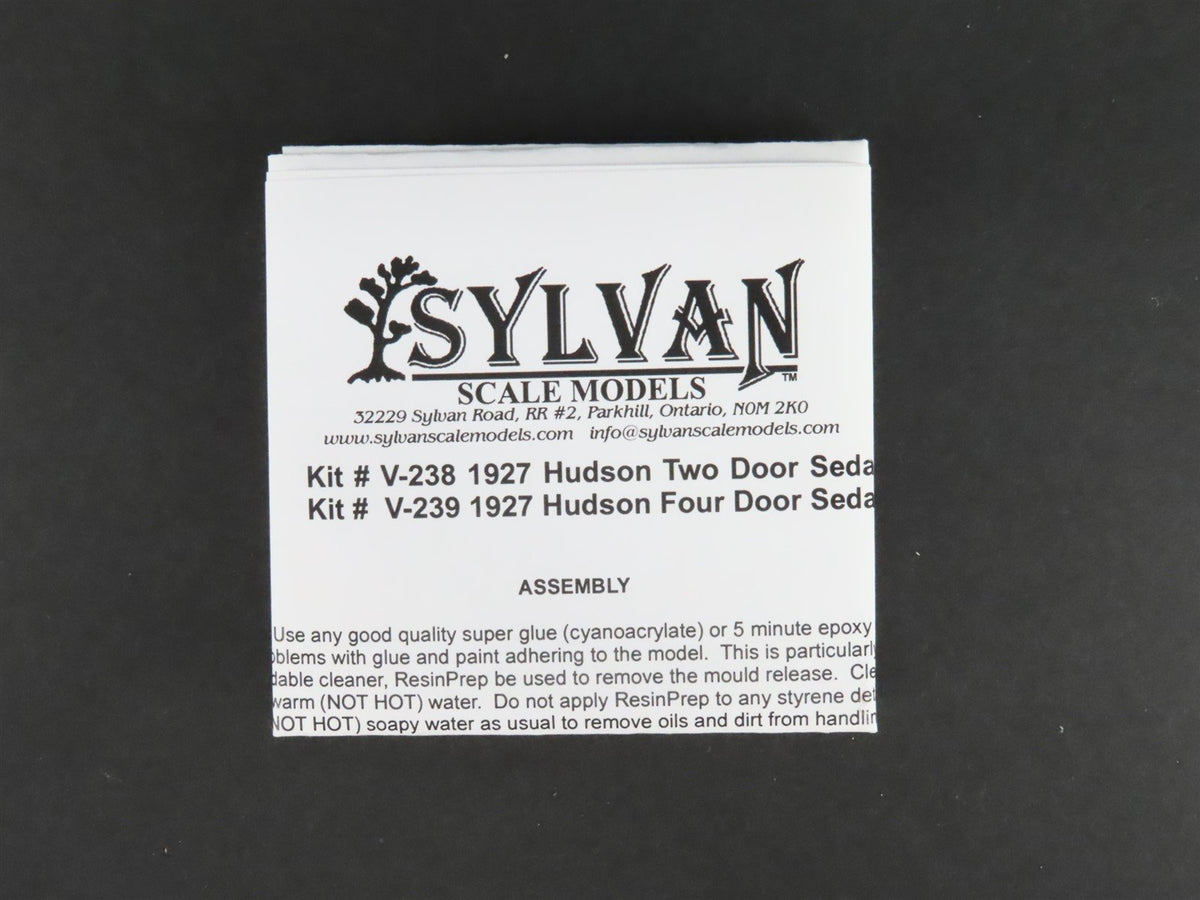 SYLVAN TM
SCALE MODELS
32229 Sylvan Road, RR #2, Parkhill, Ontario, N0M 2K0
www.sylvanscalemodels.com info@sylvanscalemodels.com
Kit # V-238 1927 Hudson Two Door Seda
Kit # V-239 1927 Hudson Four Door Seda
ASSEMBLY
Use any good quality super glue (cyanoacrylate) or 5 minute epoxy
oblems with glue and paint adhering to the model. This is particularly
dable cleaner, ResinPrep be used to remove the mould release. Cle
warm (NOT HOT) water. Do not apply ResinPrep to any styrene det
NOT HOT) soapy water as usual to remove oils and dirt from handlin